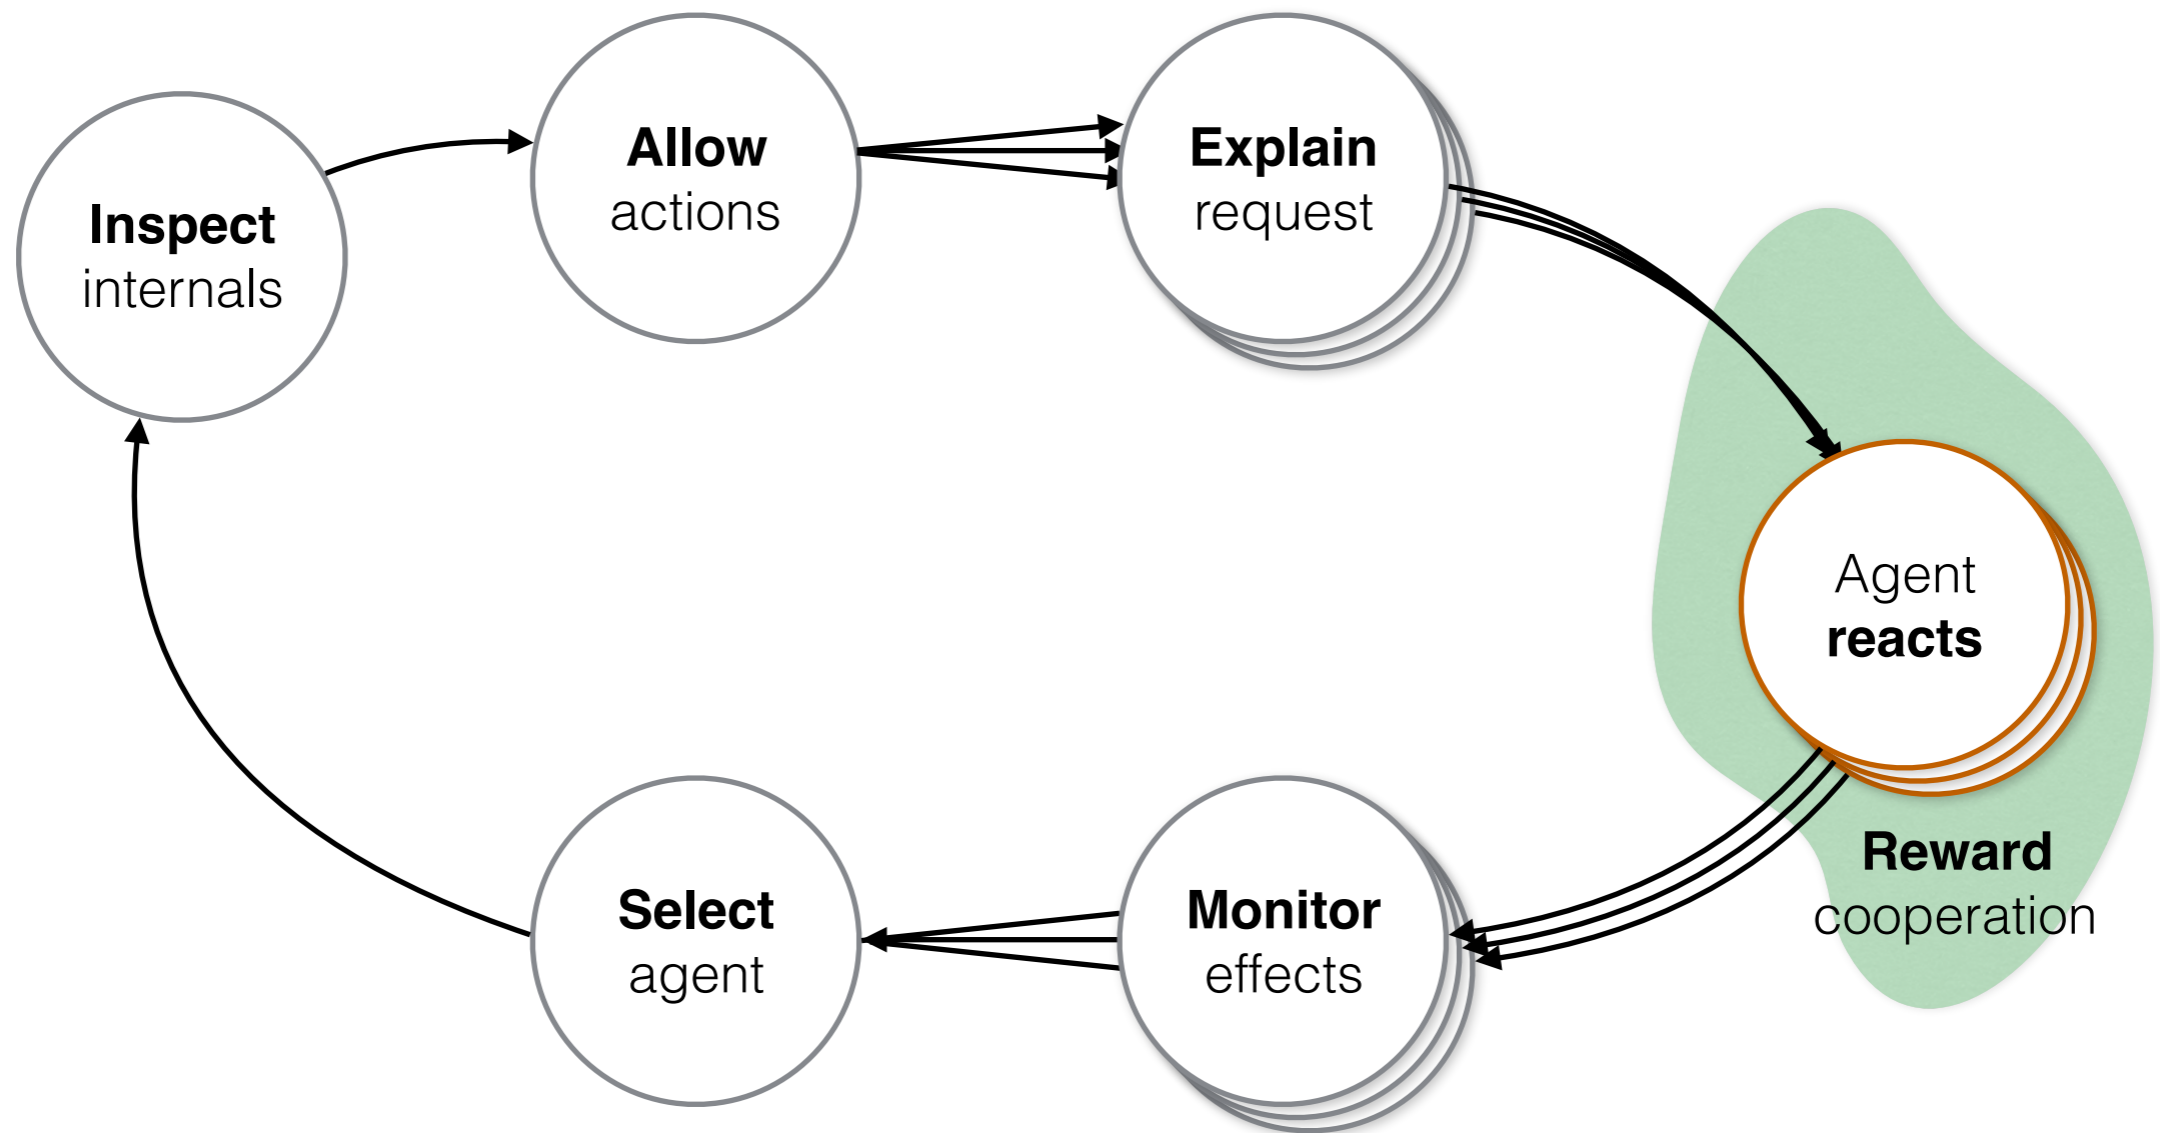 Inspect
internals
Allow
actions
Explain
request
Agent
reacts
Reward
cooperation
Monitor
effects
Select
agent